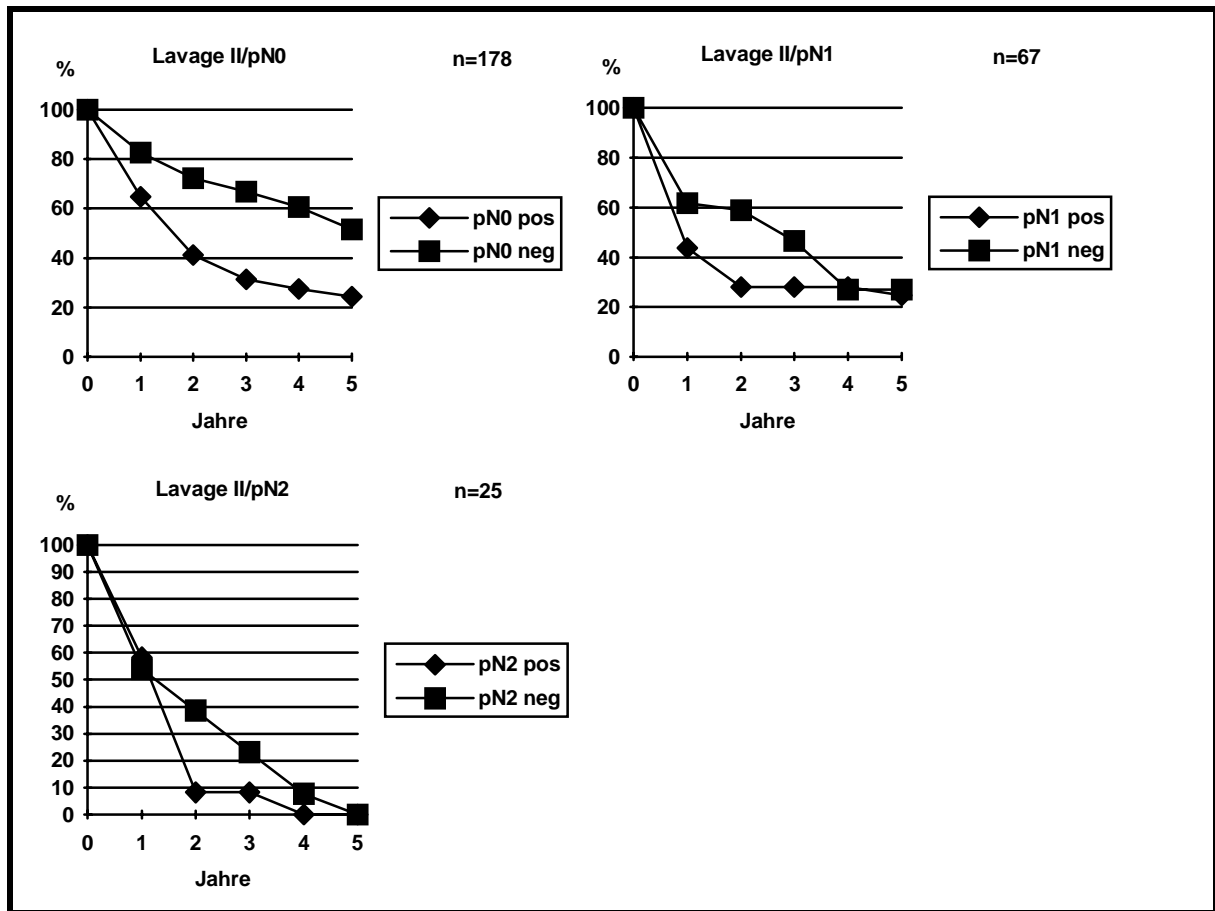 Lavage II/pN0
n=178
%
100
80
60
40
20
0
0 1 2 3 4 5
Jahre
pN0 pos
pN0 neg
Lavage II/pN1
n=67
%
100
80
60
40
20
0
0 1 2 3 4 5
Jahre
pN1 pos
pN1 neg
Lavage II/pN2
n=25
%
100
90
80
70
60
50
40
30
20
10
0
0 1 2 3 4 5
Jahre
pN2 pos
pN2 neg